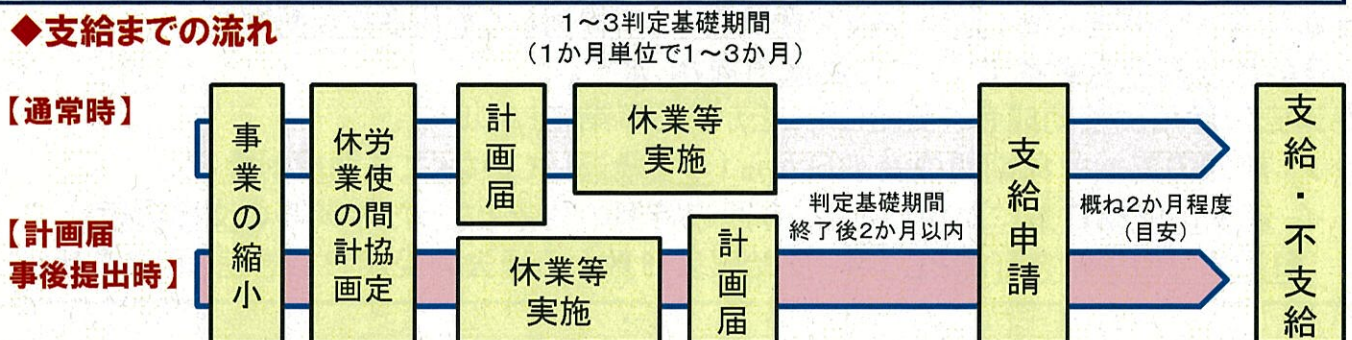 ◆支給までの流れ
1～3判定基礎期間
(1か月単位で1～3か月)
【通常時】
事業の縮小
労使間協定
休業の計画
計画届
休業等
実施
支給申請
支給・不支給
判定基礎期間
終了後2か月以内
概ね2か月程度
(目安)
【計画届
事後提出時】
休業等
実施
計画届